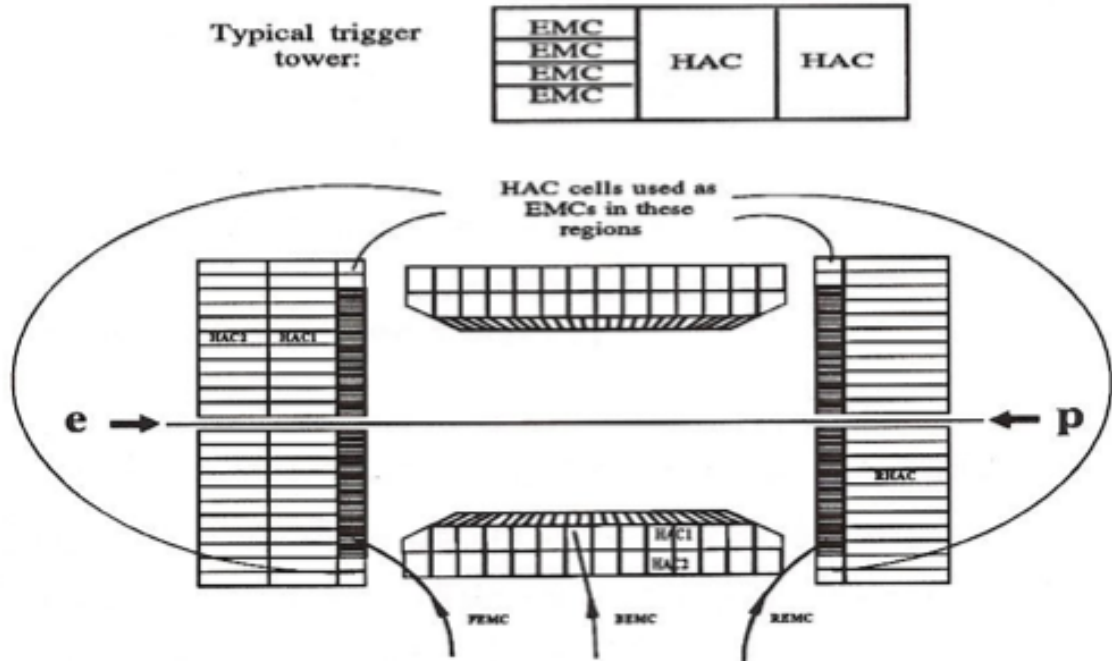 Typical trigger
tower:
EMC
EMC
EMC
EMC
HAC
HAC
HAC cells used as
EMCs in these
regions
HAC2
HAC1
e
p
RHAC
HAC1
HAC2
FEMC
BEMC
REMC